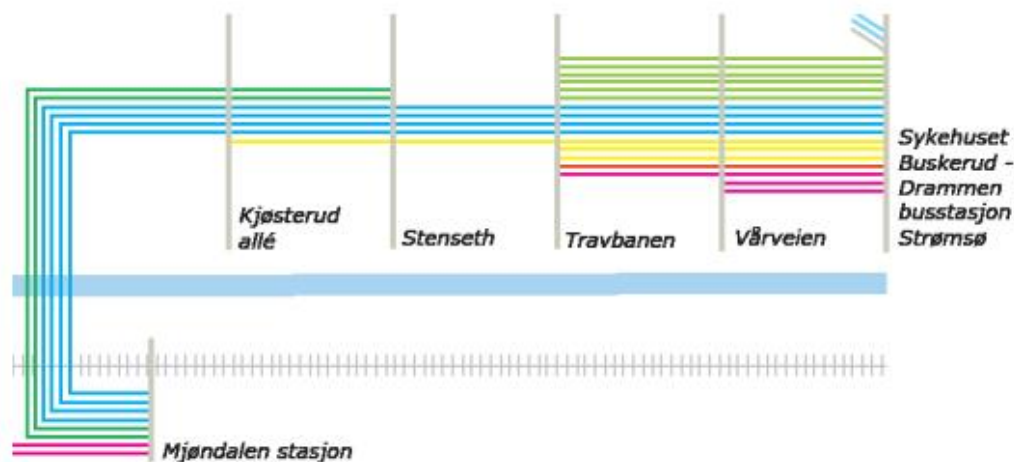 Kjøsterud
allé
Stenseth
Travbanen
Vårveien
Sykehuset
Buskerud -
Drammen
busstasjon
Strømsø
Mjøndalen stasjon